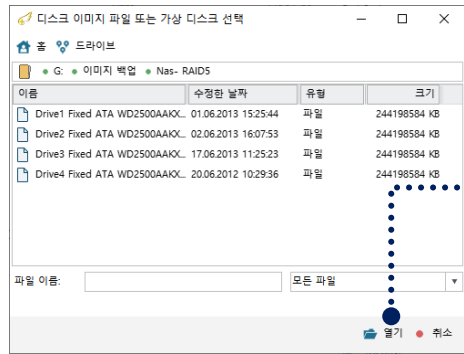 디스크 이미지 파일 또는 가상 디스크 선택
홈 드라이브
G: 이미지 백업 Nas- RAID5
이름 수정한 날짜 유형 크기
Drive1 Fixed ATA WD2500AAKX... 01.06.2013 15:25:44 파일 244198584 KB
Drive2 Fixed ATA WD2500AAKX... 02.06.2013 16:07:53 파일 244198584 KB
Drive3 Fixed ATA WD2500AAKX... 17.06.2013 11:25:23 파일 244198584 KB
Drive4 Fixed ATA WD2500AAKX... 20.06.2012 10:29:36 파일 244198584 KB
파일 이름: 모든 파일
열기 취소